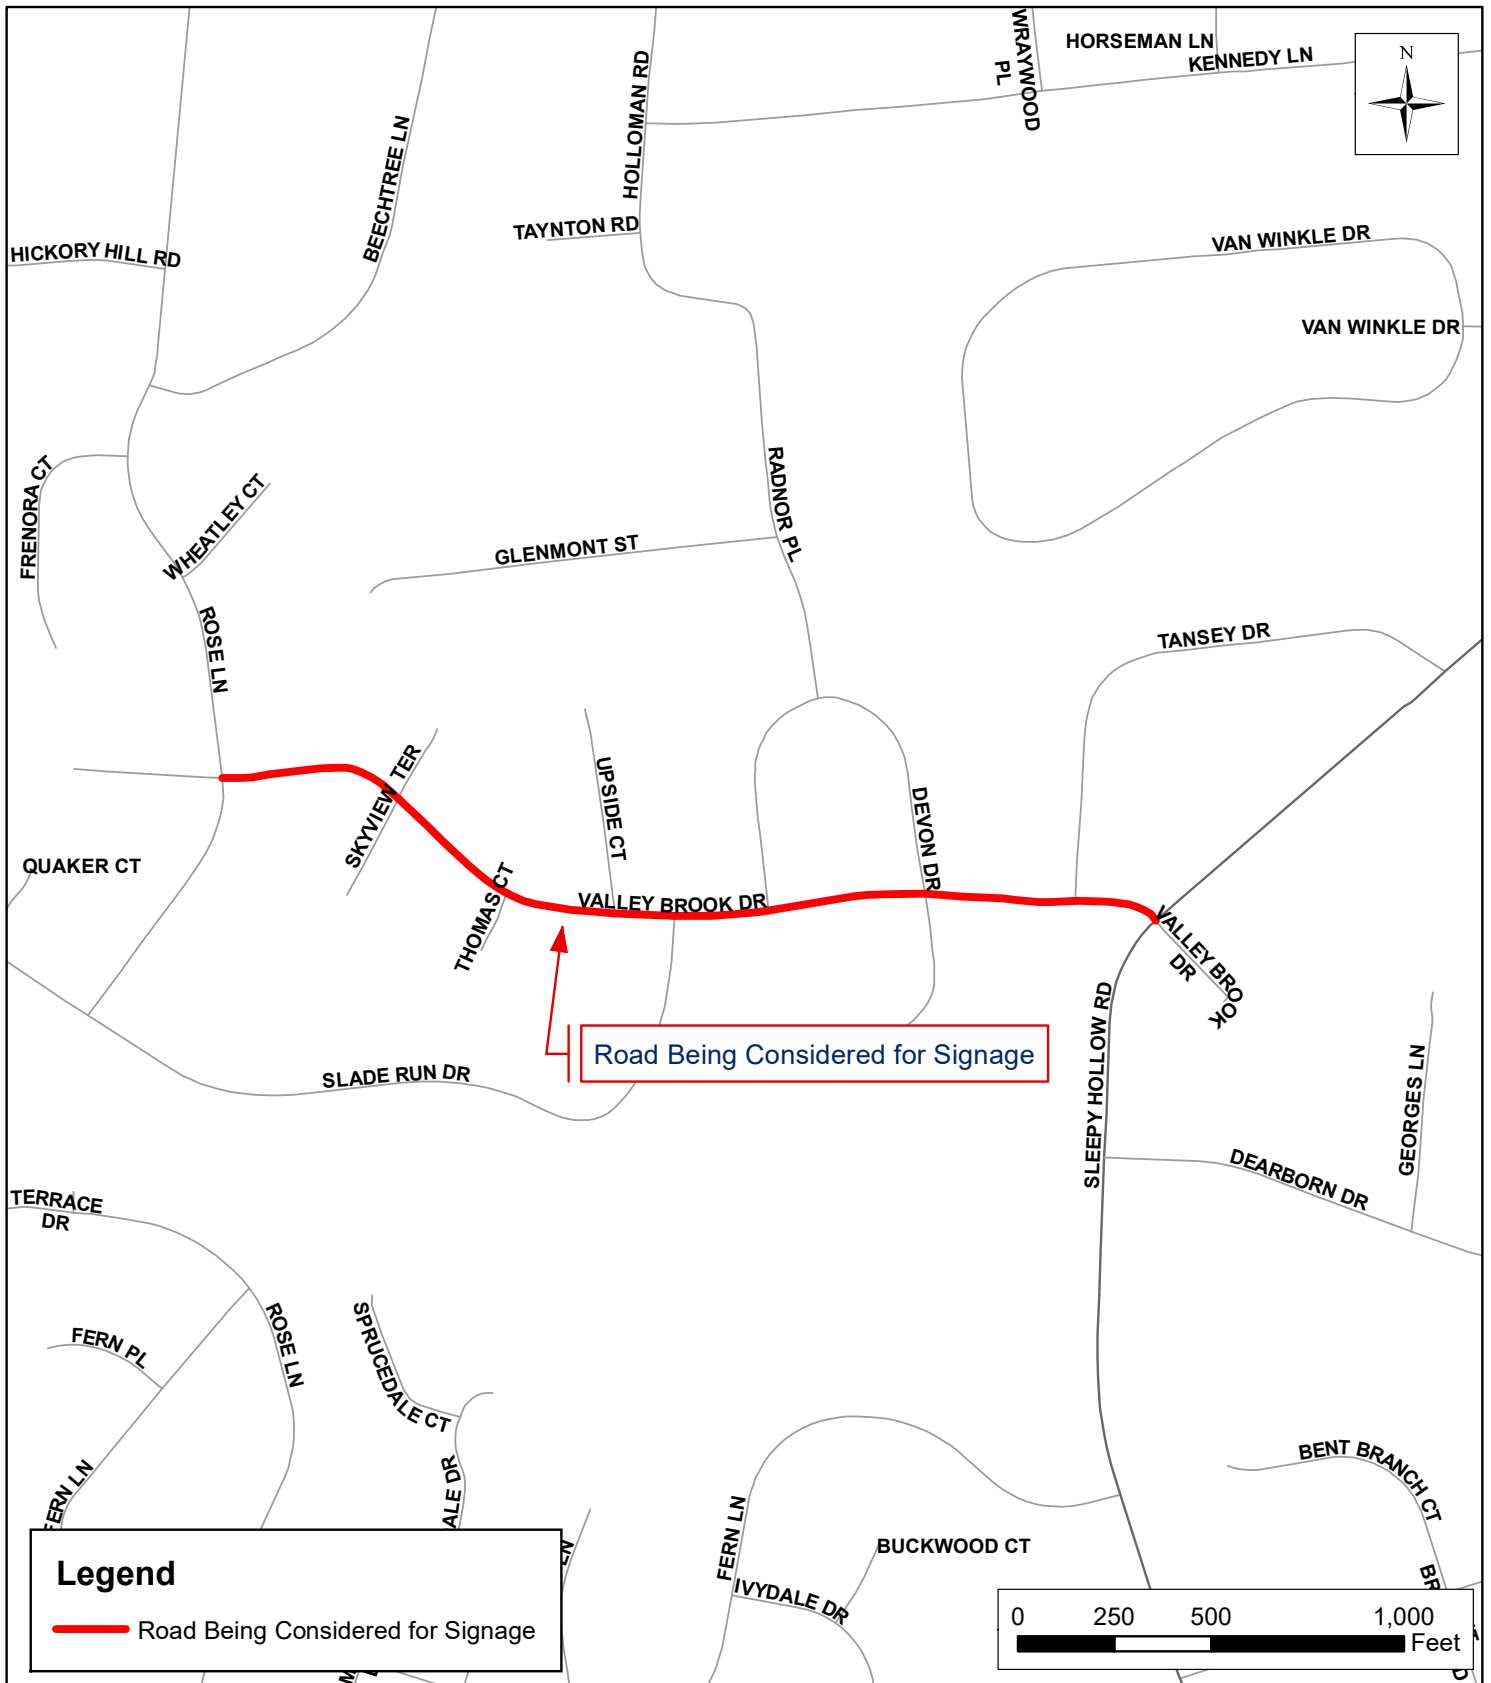 WRAYWOOD
PL
HORSEMAN LN
KENNEDY LN
N
HOLLOMAN RD
BEECHTREE LN
TAYNTON RD
HICKORY HILL RD
VAN WINKLE DR
VAN WINKLE DR
FRENORA CT
WHEATLEY CT
RADNOR PL
GLENMONT ST
ROSE LN
TANSEY DR
SKYVIEW TER
UPSIDE CT
DEVON DR
QUAKER CT
THOMAS CT
VALLEY BROOK DR
VALLEY BROOK
DR
Road Being Considered for Signage
SLEEPY HOLLOW RD
SLADE RUN DR
GEORGES LN
DEARBORN DR
TERRACE
DR
ROSE LN
FERN PL
SPRUCEDALE CT
FERN LN
ALE DR
LN
FERN LN
BUCKWOOD CT
IVYDALE DR
BENT BRANCH CT
BR
Legend
Road Being Considered for Signage
0 250 500 1,000
Feet